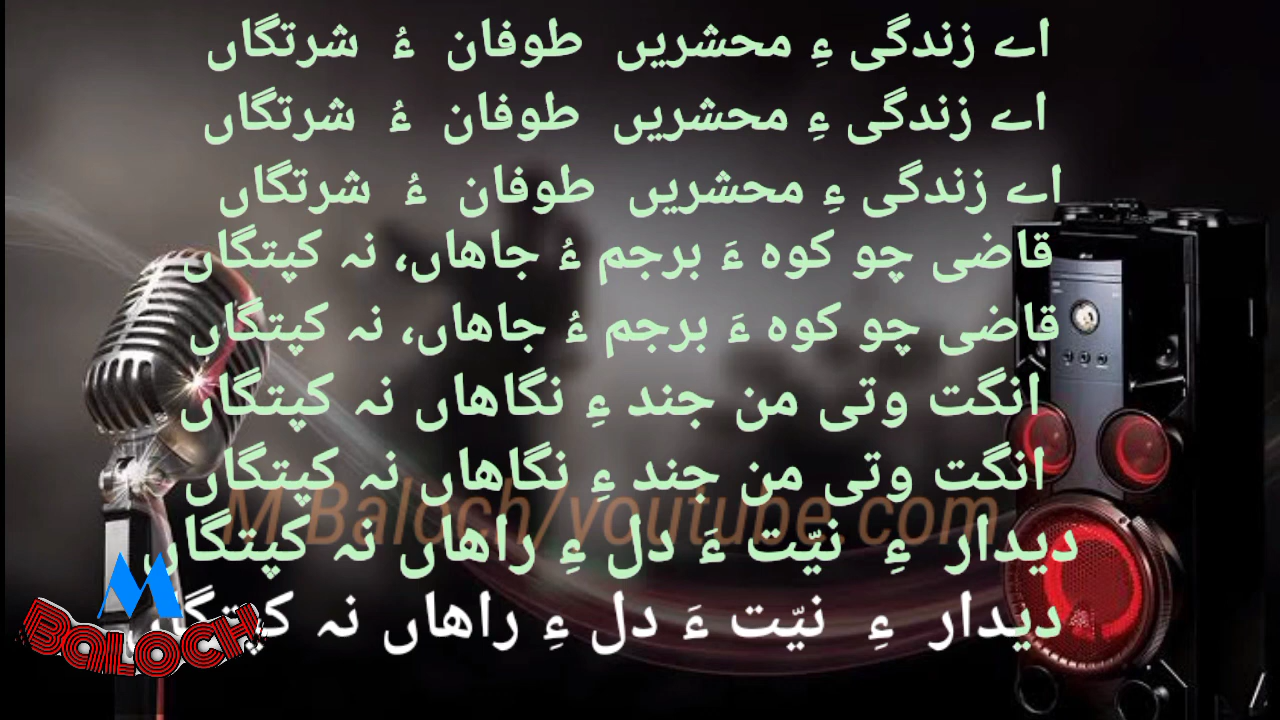 اے زندگی ءِ محشریں طوفان ءُ شرتگاں
اے زندگی ءِ محشریں طوفان ءُ شرتگاں
اے زندگی ءِ محشریں طوفان ءُ شرتگاں
قاضی چو کوہ ءَ برجم ءُ جاھاں، نہ کپتگاں
قاضی چو کوہ ءَ برجم ءُ جاھاں، نہ کپتگاں
انگت وتی من جند ءِ نگاھاں نہ کپتگاں
انگت وتی من جند ءِ نگاھاں نہ کپتگاں
M Baloch/youtube.com
دیدار ءِ نیّت ءَ دل ءِ راھاں نہ کپتگاں
دیدار ءِ نیّت ءَ دل ءِ راھاں نہ کپتگاں
M
BALOCH